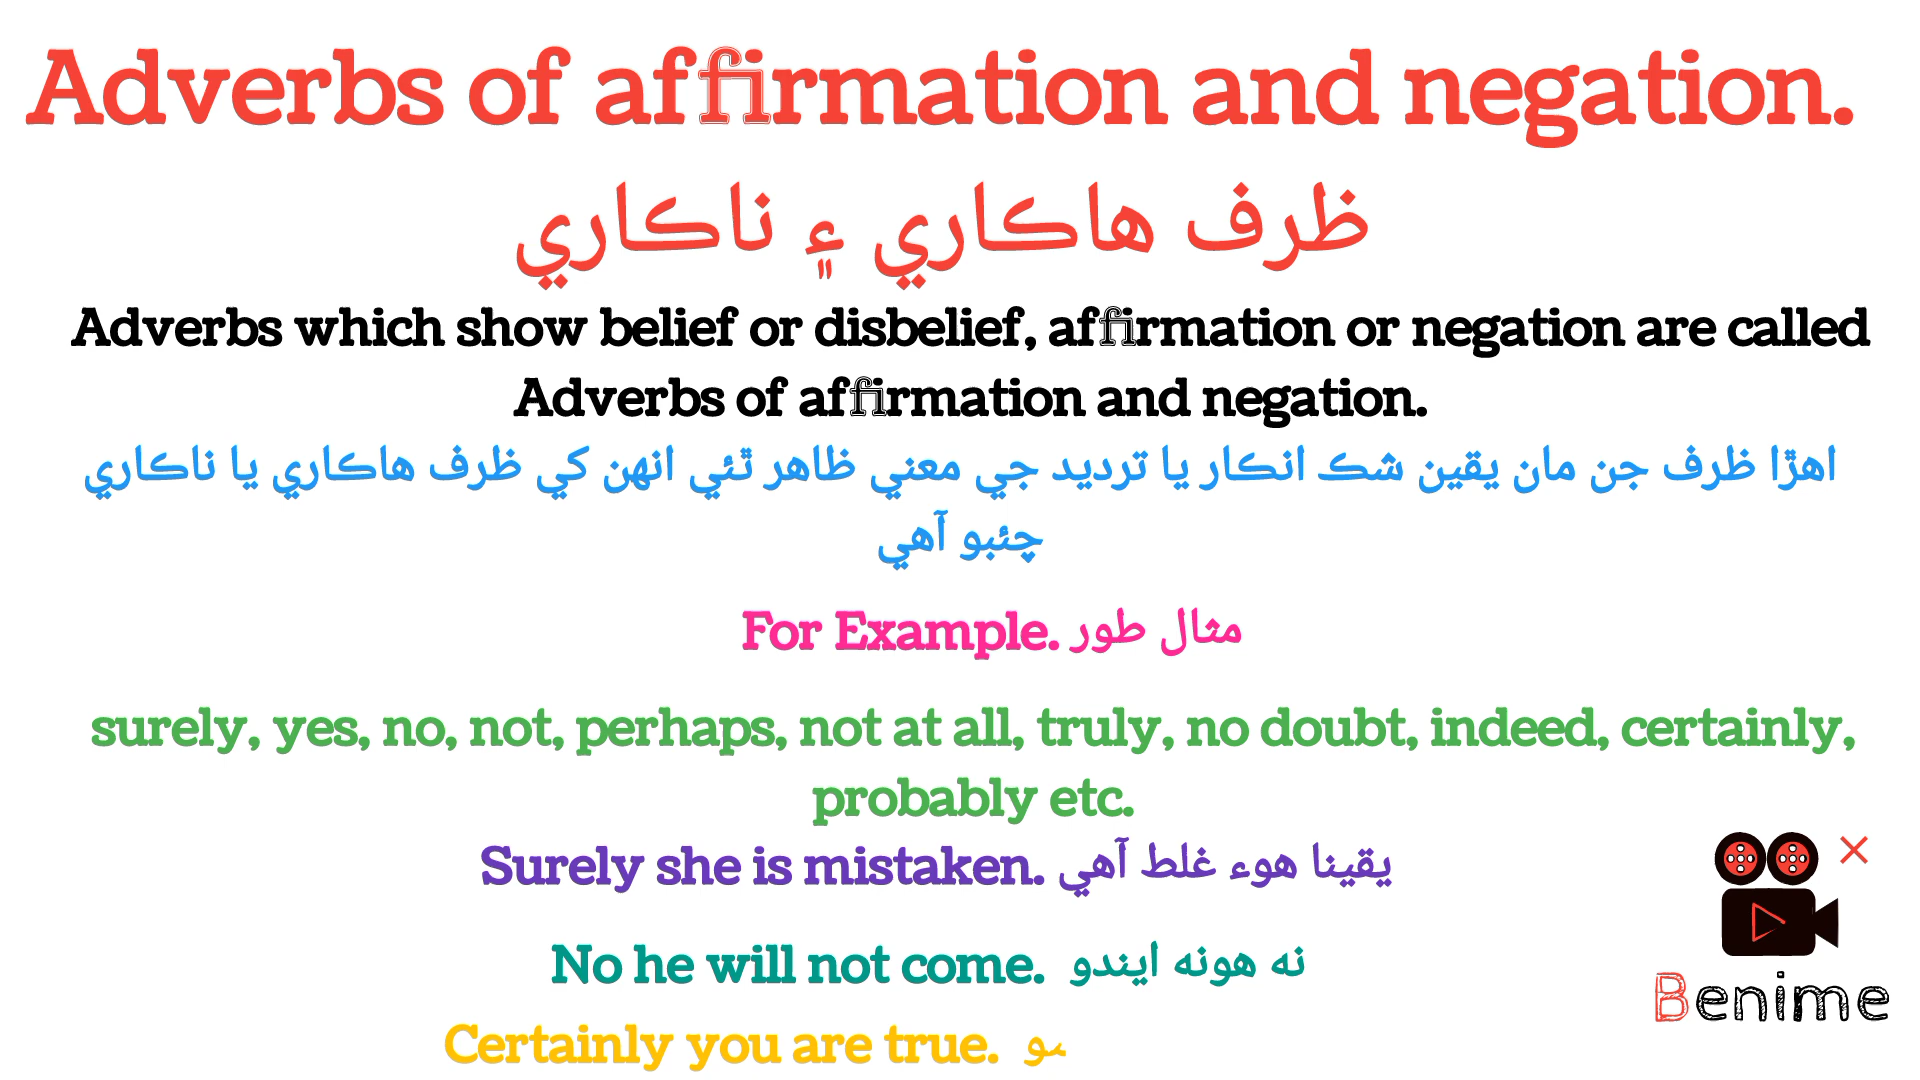 Adverbs of affirmation and negation.
ظرف هاڪاري ۽ ناڪاري
Adverbs which show belief or disbelief, affirmation or negation are called
Adverbs of affirmation and negation.
اهڙا ظرف جن مان يقين شڪ انڪار يا ترديد جي معني ظاهر ٿئي انهن کي ظرف هاڪاري يا ناڪاري
چئبو آهي
For Example. مثال طور
surely, yes, no, not, perhaps, not at all, truly, no doubt, indeed, certainly,
probably etc.
Surely she is mistaken. يقينا هوء غلط آهي
No he will not come. نه هونه ايندو
Certainly you are true.
Benime